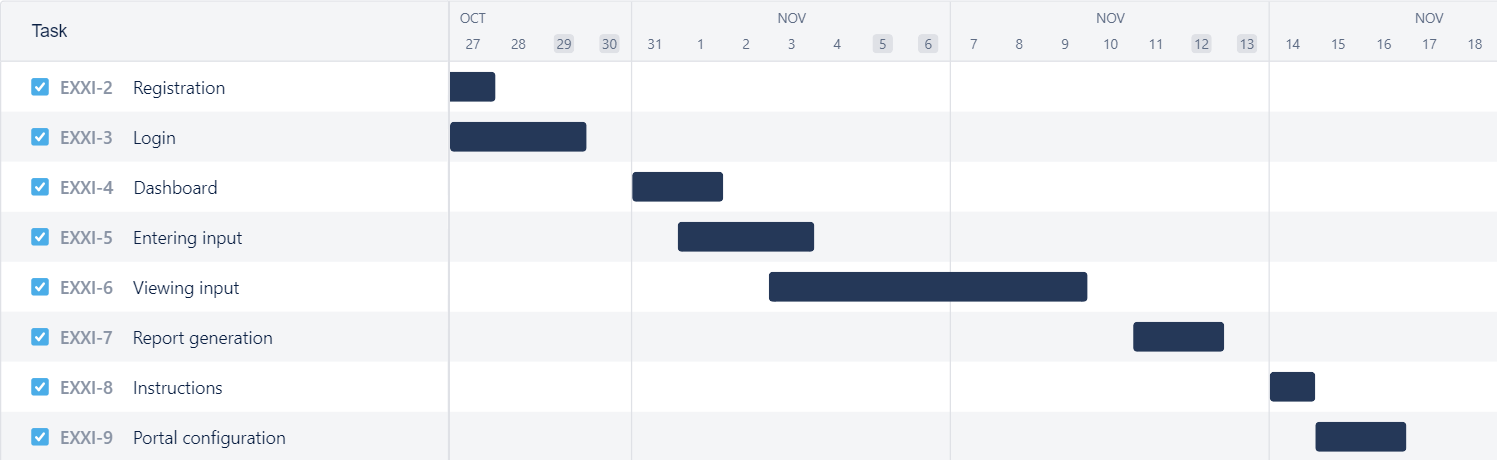 Task
OCT NOV NOV NOV
27 28 29 30 31 1 2 3 4 5 6 7 8 9 10 11 12 13 14 15 16 17 18
EXXI-2 Registration
EXXI-3 Login
EXXI-4 Dashboard
EXXI-5 Entering input
EXXI-6 Viewing input
EXXI-7 Report generation
EXXI-8 Instructions
EXXI-9 Portal configuration